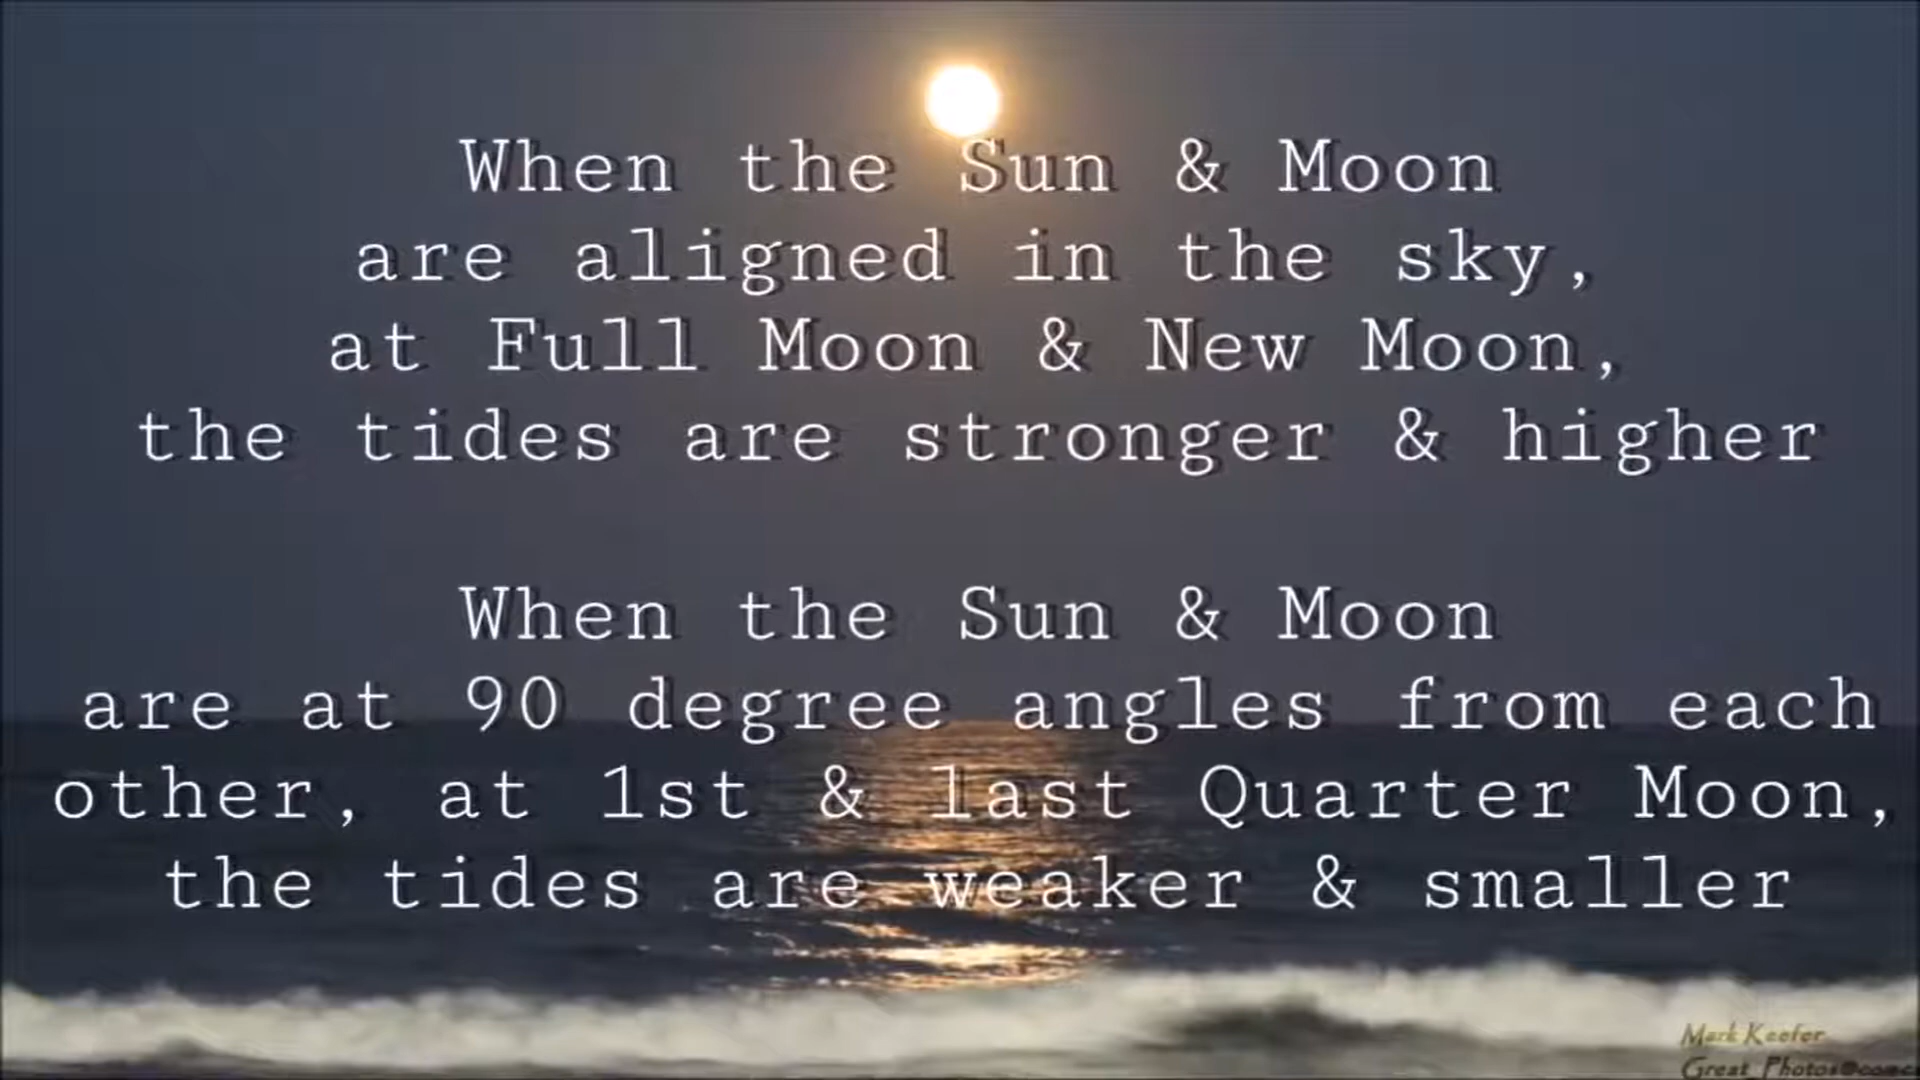 When the Sun & Moon
are aligned in the sky,
at Full Moon & New Moon,
the tides are stronger & higher
When the Sun & Moon
are at 90 degree angles from each
other, at 1st & last Quarter Moon,
the tides are weaker & smaller
Mark Keefer
Great Photos